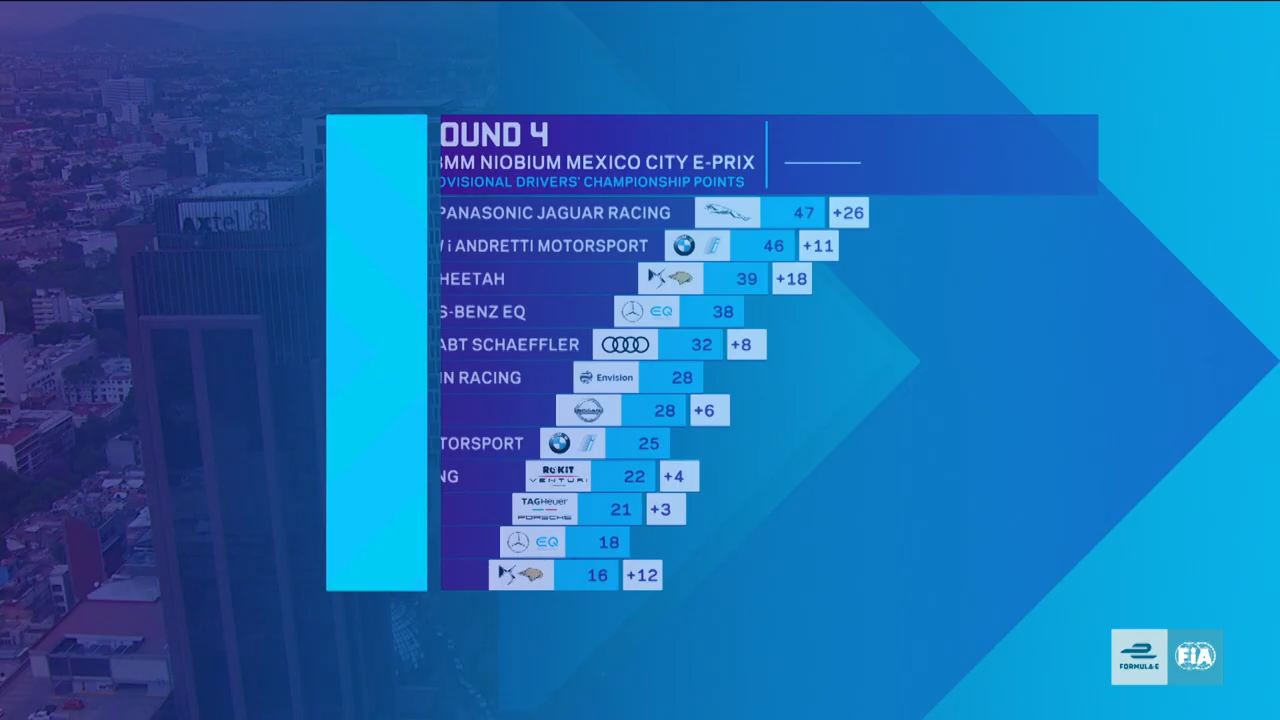 OUND 4
BMM NIOBIUM MEXICO CITY E-PRIX
OVISIONAL DRIVERS' CHAMPIONSHIP POINTS
PANASONIC JAGUAR RACING 47 +26
i ANDRETTI MOTORSPORT 46 +11
HEETAH 39 +18
S-BENZ EQ EQ 38
ABT SCHAEFFLER 32 +8
IN RACING Envision 28
NISSAN 28 +6
TORSPORT 25
NG ROKiT VENTURI 22 +4
TAGHeuer PORSCHE 21 +3
EQ 18
16 +12
FORMULA-E FIA